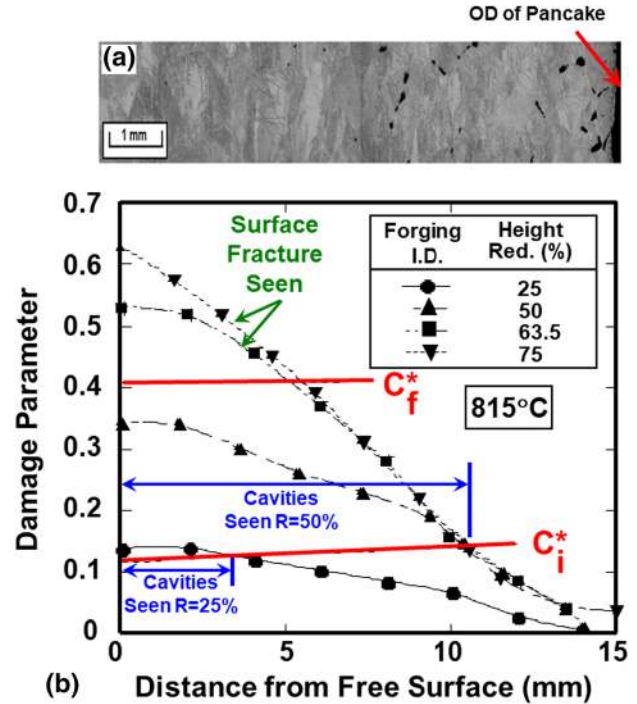 OD of Pancake
(a)
1 mm
(b)
0.7
0.6
0.5
0.4
0.3
0.2
0.1
0
Damage Parameter
Surface
Fracture
Seen
Forging Height
I.D. Red. (%)
25
50
63.5
75
C*f
815°C
Cavities
Seen R=50%
C*i
Cavities
Seen R=25%
0 5 10 15
Distance from Free Surface (mm)